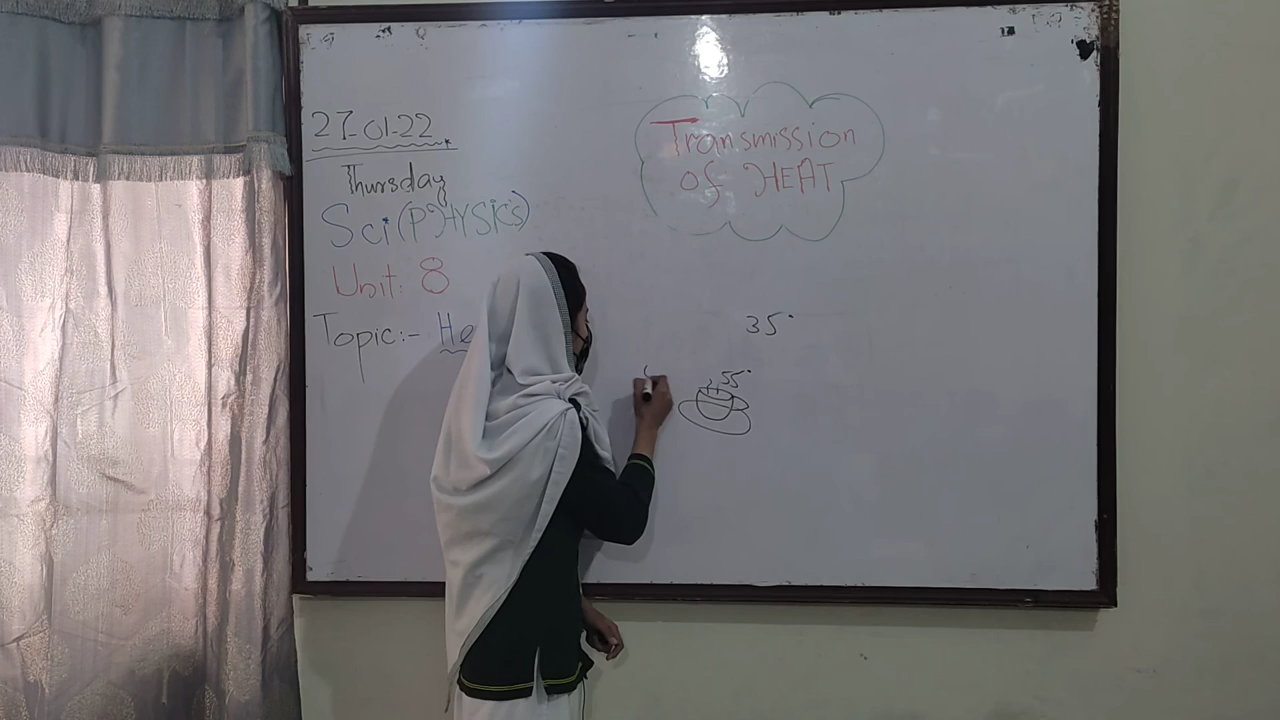 27-01-22
Thursday
Sci (PHYSICS)
Unit: 8
Topic:- He
Transmission
of HEAT
35°
55°